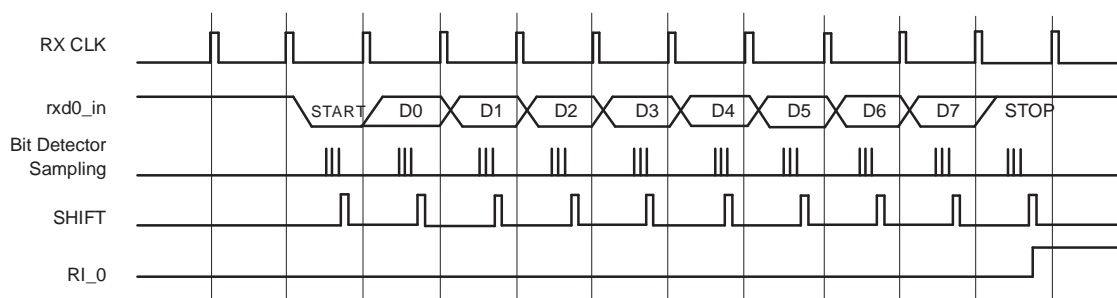 RX CLK
rxd0_in
START D0 D1 D2 D3 D4 D5 D6 D7 STOP
Bit Detector
Sampling
SHIFT
RI_0